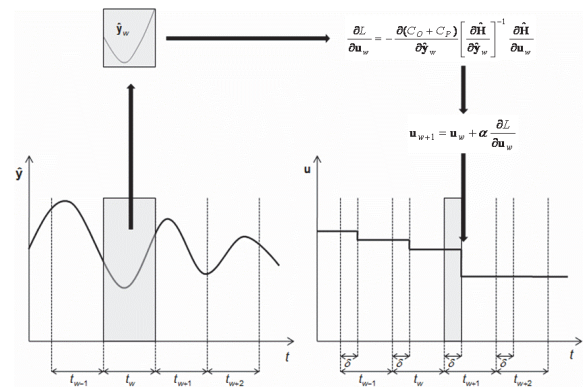 ŷ_w
∂L/∂u_w = − ∂(C_O + C_P)/∂ŷ_w [∂Ĥ/∂ŷ_w]^{-1} ∂Ĥ/∂u_w
u_{w+1} = u_w + α ∂L/∂u_w
ŷ
u
t
t
δ δ δ δ
t_{w-1} t_w t_{w+1} t_{w+2}
t_{w-1} t_w t_{w+1} t_{w+2}